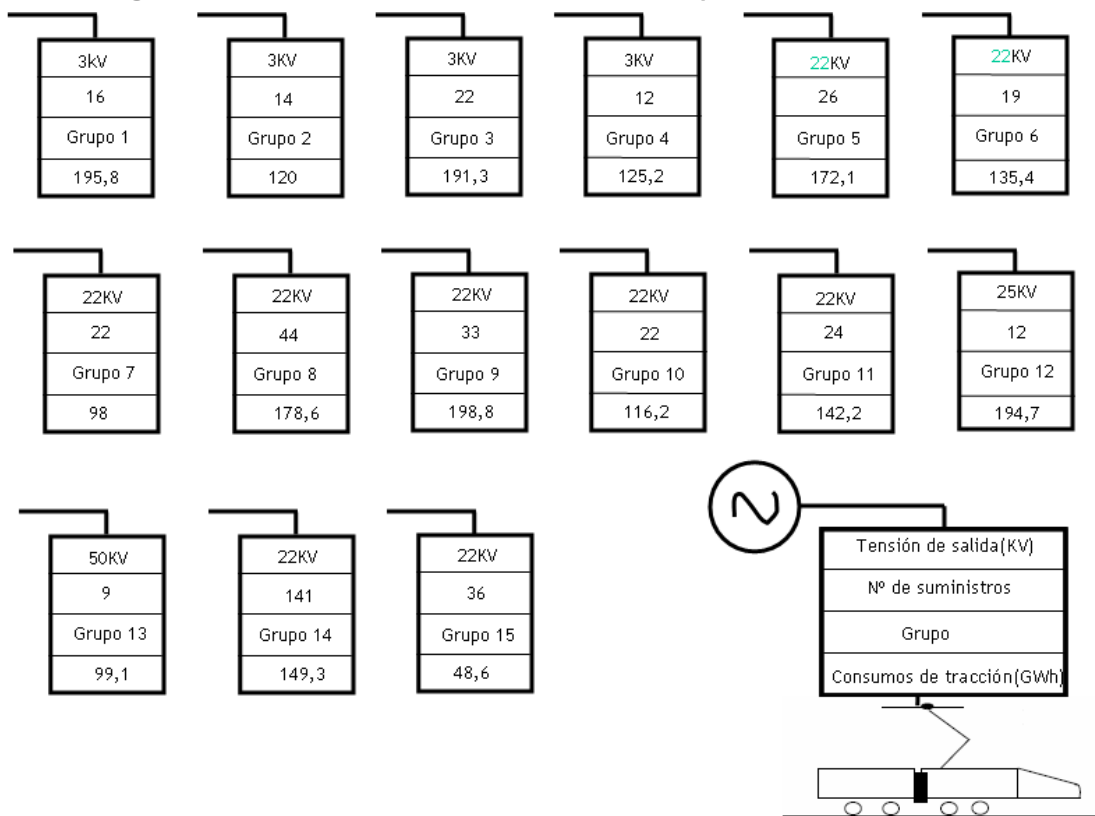 3kV
16
Grupo 1
195,8
3KV
14
Grupo 2
120
3KV
22
Grupo 3
191,3
3KV
12
Grupo 4
125,2
22KV
26
Grupo 5
172,1
22KV
19
Grupo 6
135,4
22KV
22
Grupo 7
98
22KV
44
Grupo 8
178,6
22KV
33
Grupo 9
198,8
22KV
22
Grupo 10
116,2
22KV
24
Grupo 11
142,2
25KV
12
Grupo 12
194,7
50KV
9
Grupo 13
99,1
22KV
141
Grupo 14
149,3
22KV
36
Grupo 15
48,6
Tensión de salida(KV)
Nº de suministros
Grupo
Consumos de tracción(GWh)